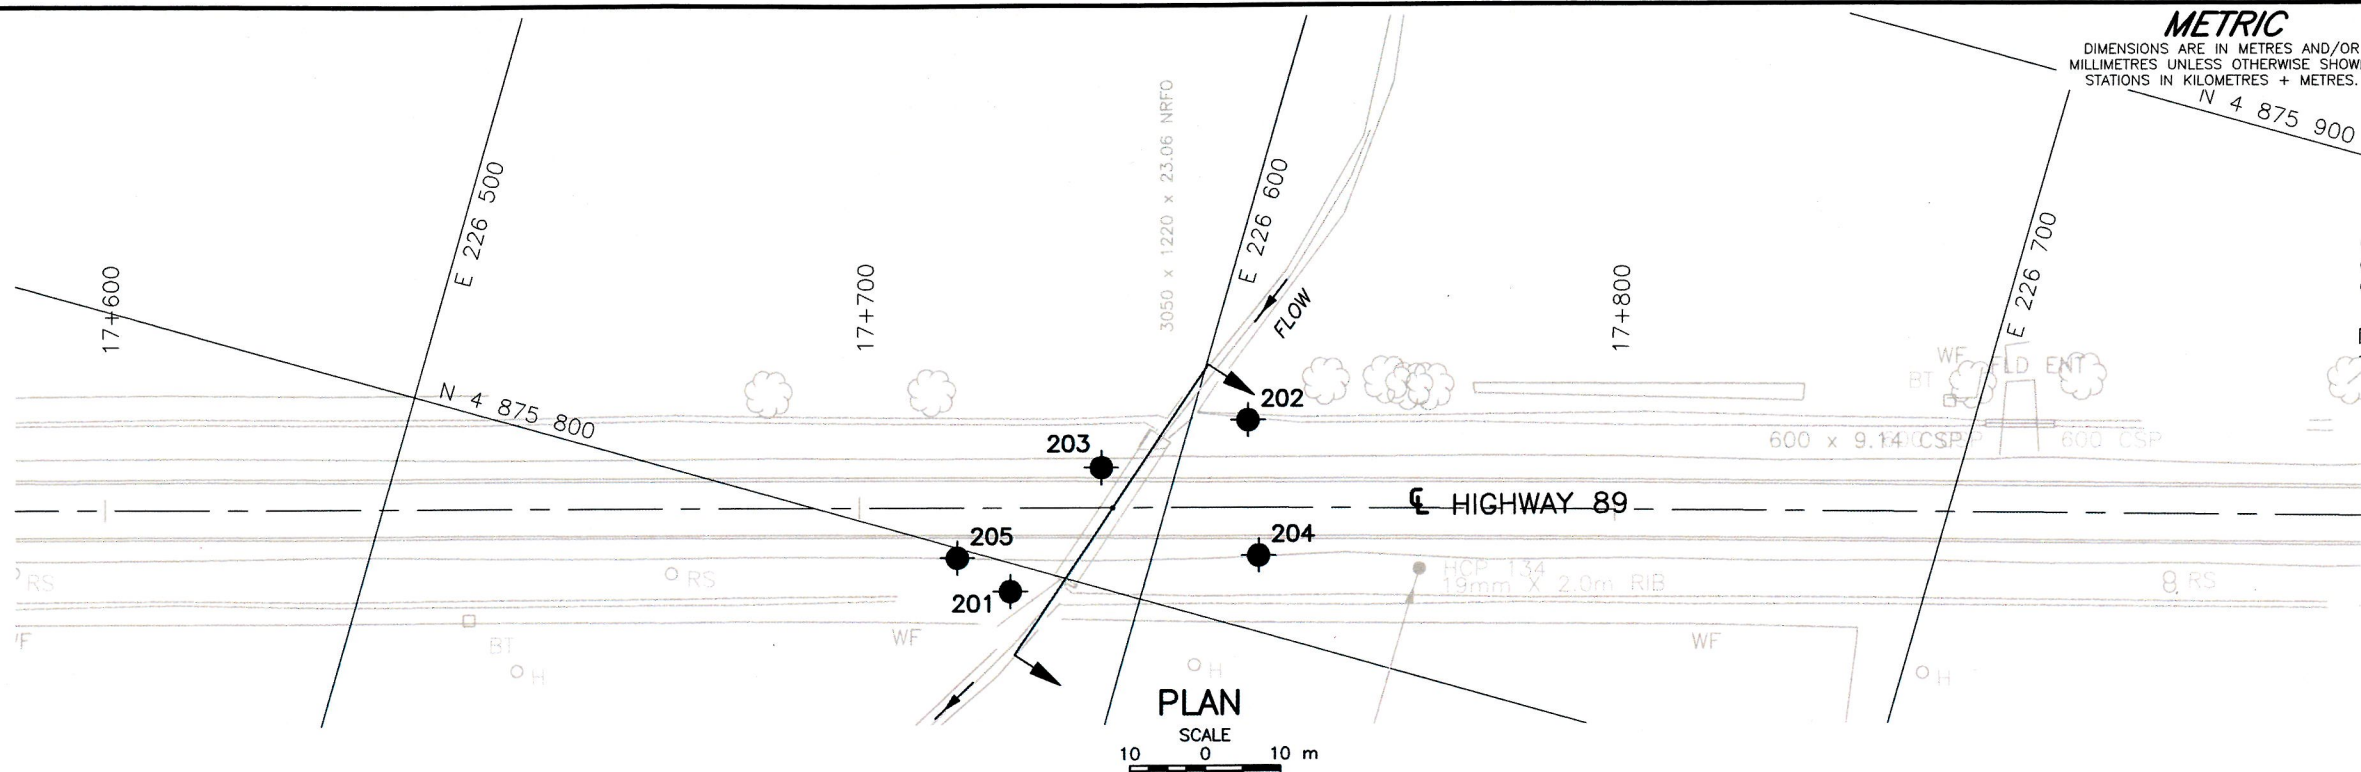 METRIC
DIMENSIONS ARE IN METRES AND/OR
MILLIMETRES UNLESS OTHERWISE
STATIONS IN KILOMETRES + METRES.
N 4 875 900
3050 x 1220 x 23.06 NRFO
E 226 500
E 226 600
E 226 700
17+600
17+700
17+800
FLOW
N 4 875 800
WF
FLD ENT
BT
202
203
600 x 9.14 CSP
600 CSP
℄ HIGHWAY 89
205
204
RS
RS
HCP 134
19mm X 2.0m RIB
RS
201
WF
WF
BT
H
H
H
PLAN
SCALE
10 0 10 m